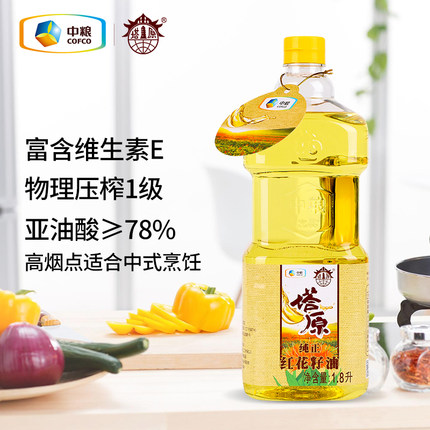 中粮
COFCO
塔原
富含维生素E
物理压榨1级
亚油酸≥78%
高烟点适合中式烹饪
中粮
塔原
纯正
红花籽油
净含量:1.8升